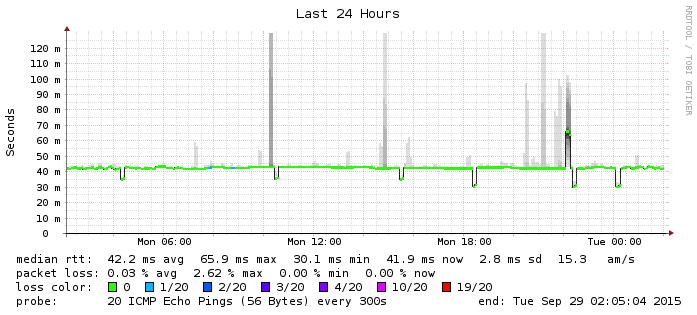 Last 24 Hours
RRDTOOL / TOBI OETIKER
Seconds
120 m
110 m
100 m
90 m
80 m
70 m
60 m
50 m
40 m
30 m
20 m
10 m
0
Mon 06:00 Mon 12:00 Mon 18:00 Tue 00:00
median rtt: 42.2 ms avg 65.9 ms max 30.1 ms min 41.9 ms now 2.8 ms sd 15.3 am/s
packet loss: 0.03 % avg 2.62 % max 0.00 % min 0.00 % now
loss color: 0 1/20 2/20 3/20 4/20 10/20 19/20
probe: 20 ICMP Echo Pings (56 Bytes) every 300s end: Tue Sep 29 02:05:04 2015